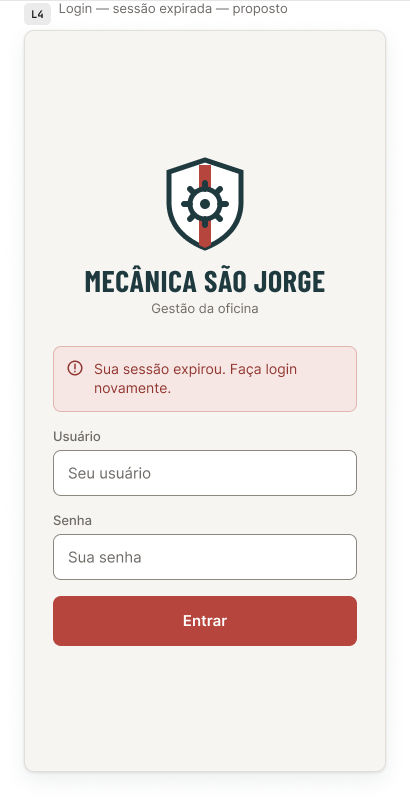 L4 Login — sessão expirada — proposto
MECÂNICA SÃO JORGE
Gestão da oficina
Sua sessão expirou. Faça login
novamente.
Usuário
Seu usuário
Senha
Sua senha
Entrar